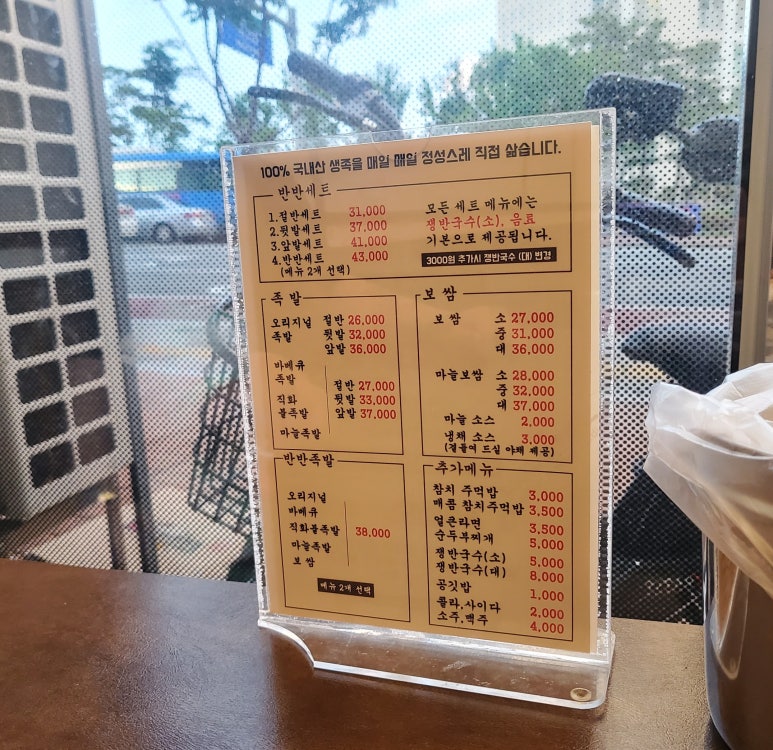 100% 국내산 생족을 매일 매일 정성스레 직접 삶습니다.
반반세트
1.절반세트 31,000
2.뒷발세트 37,000
3.앞발세트 41,000
4.반반세트 43,000
(메뉴 2개 선택)
모든 세트 메뉴에는
쟁반국수(소), 음료
기본으로 제공됩니다.
3000원 추가시 쟁반국수 (대) 변경
족발
오리지널 절반 26,000
족발 뒷발 32,000
앞발 36,000
바베큐
족발
절반 27,000
직화 뒷발 33,000
불족발 앞발 37,000
마늘족발
보쌈
보쌈 소 27,000
중 31,000
대 36,000
마늘보쌈 소 28,000
중 32,000
대 37,000
마늘 소스 2,000
냉채 소스 3,000
(곁들여 드실 야채 제공)
반반족발
오리지널
바베큐
직화불족발 38,000
마늘족발
보쌈
메뉴 2개 선택
추가메뉴
참치 주먹밥 3,000
매콤 참치주먹밥 3,500
얼큰라면 3,500
순두부찌개 5,000
쟁반국수(소) 5,000
쟁반국수(대) 8,000
공깃밥 1,000
콜라,사이다 2,000
소주,맥주 4,000